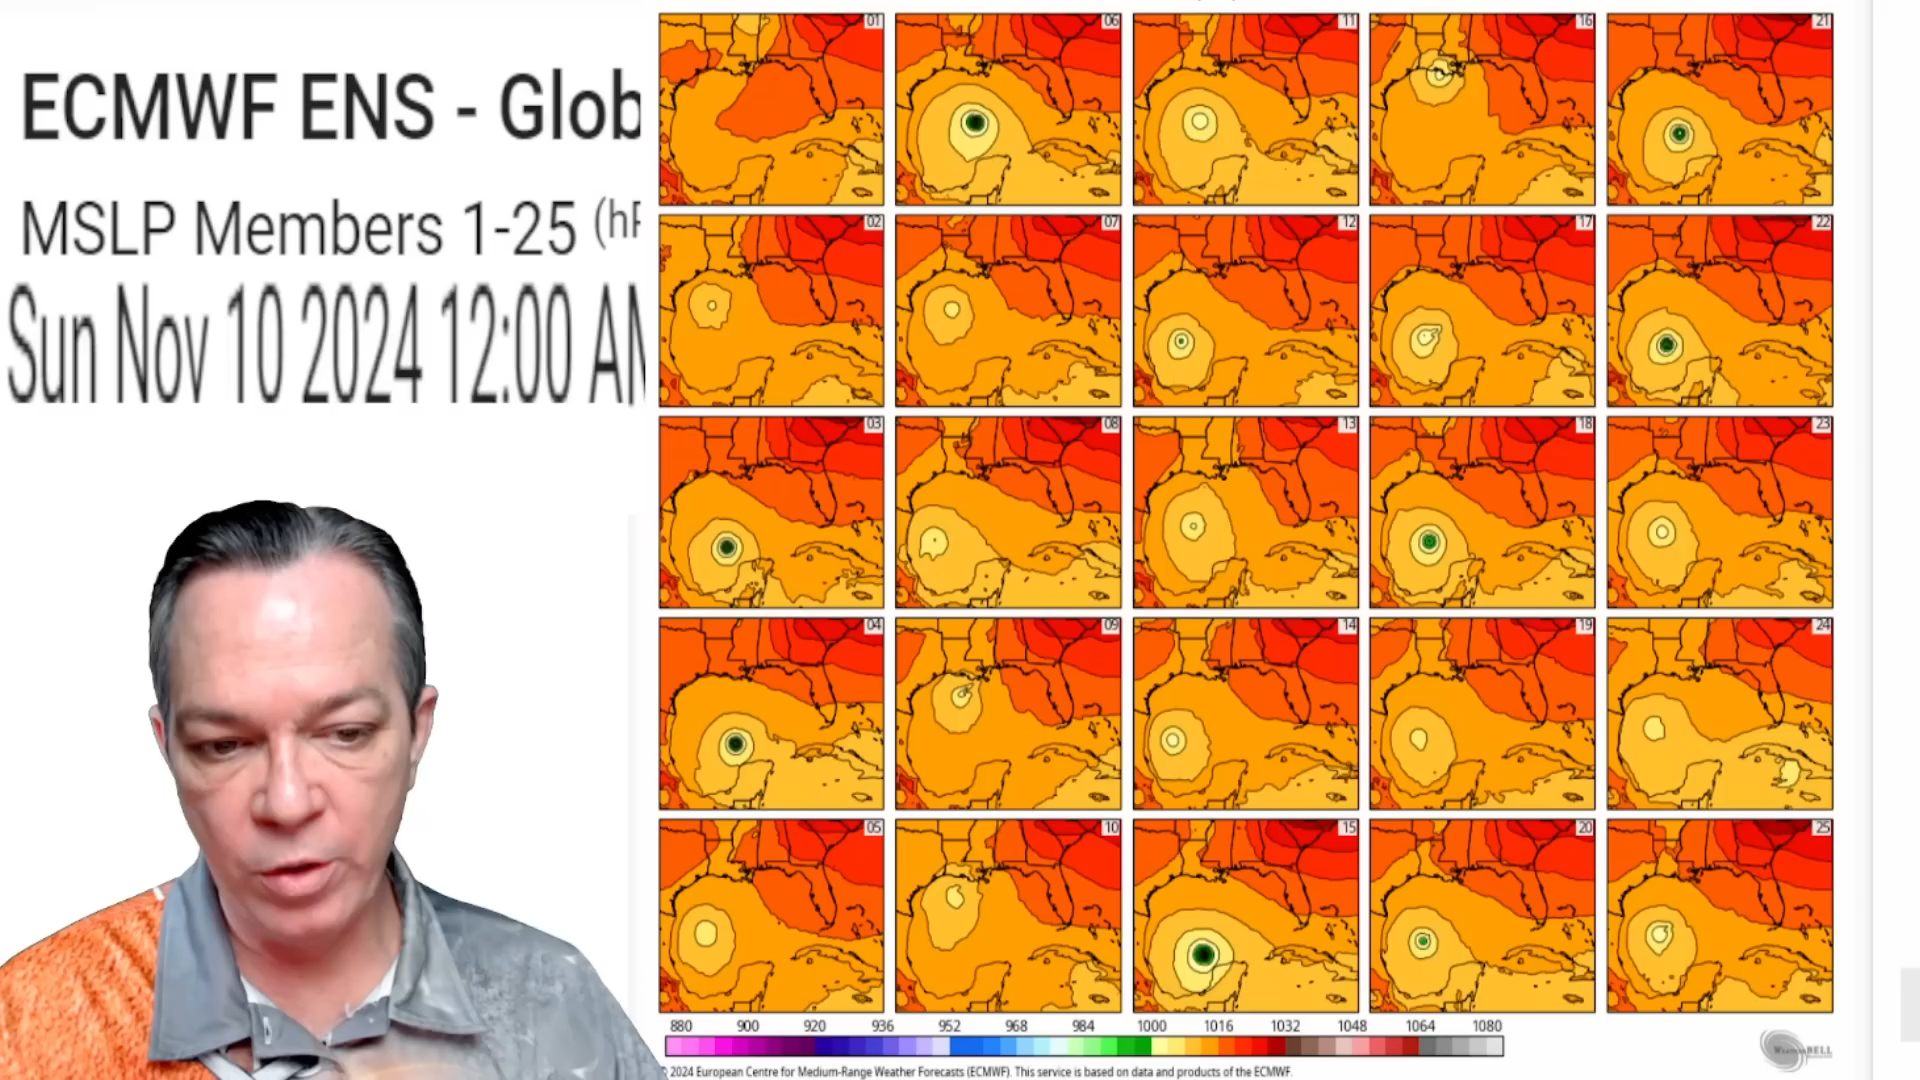 ECMWF ENS - Glob
MSLP Members 1-25 (hP
Sun Nov 10 2024 12:00 AM
01 06 11 16 21
02 07 12 17 22
03 08 13 18 23
04 09 14 19 24
05 10 15 20 25
880 900 920 936 952 968 984 1000 1016 1032 1048 1064 1080
WeatherBELL
© 2024 European Centre for Medium-Range Weather Forecasts (ECMWF). This service is based on data and products of the ECMWF.